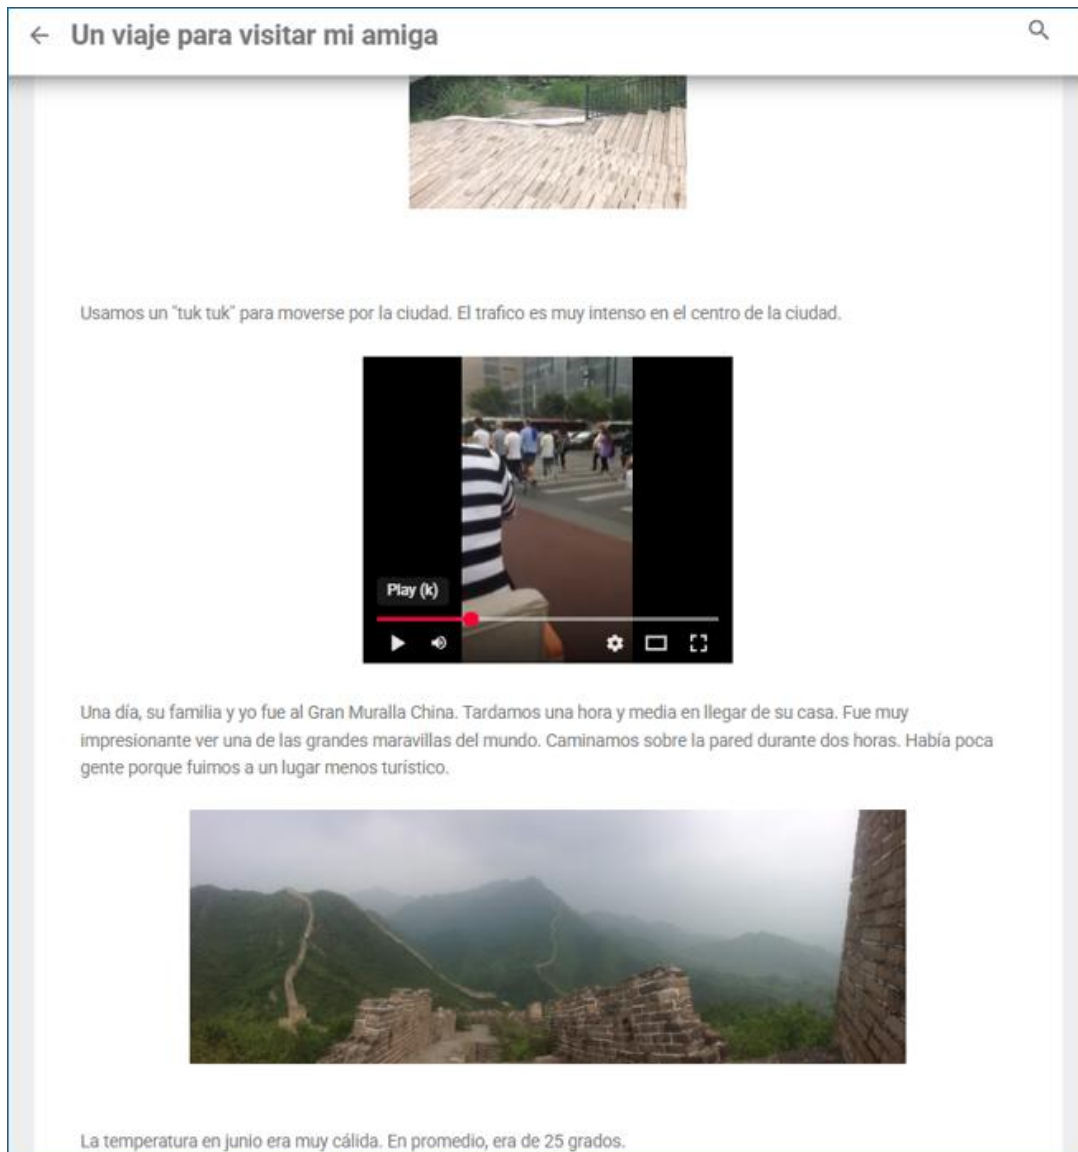 Un viaje para visitar mi amiga
Usamos un "tuk tuk" para moverse por la ciudad. El trafico es muy intenso en el centro de la ciudad.
Play (k)
Una día, su familia y yo fue al Gran Muralla China. Tardamos una hora y media en llegar de su casa. Fue muy
impresionante ver una de las grandes maravillas del mundo. Caminamos sobre la pared durante dos horas. Había poca
gente porque fuimos a un lugar menos turístico.
La temperatura en junio era muy cálida. En promedio, era de 25 grados.